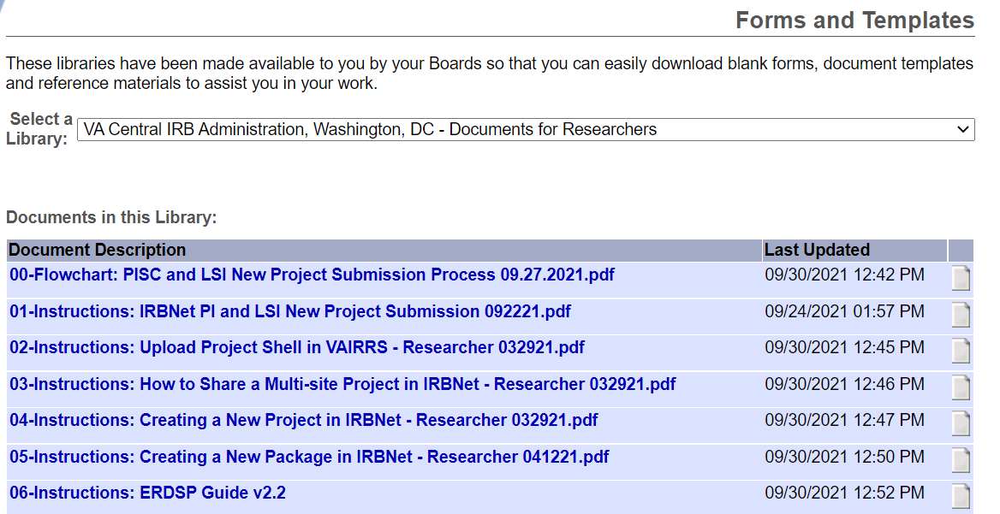 Forms and Templates
These libraries have been made available to you by your Boards so that you can easily download blank forms, document templates
and reference materials to assist you in your work.
Select a
Library:
VA Central IRB Administration, Washington, DC - Documents for Researchers
Documents in this Library:
Document Description Last Updated
00-Flowchart: PISC and LSI New Project Submission Process 09.27.2021.pdf 09/30/2021 12:42 PM
01-Instructions: IRBNet PI and LSI New Project Submission 092221.pdf 09/24/2021 01:57 PM
02-Instructions: Upload Project Shell in VAIRRS - Researcher 032921.pdf 09/30/2021 12:45 PM
03-Instructions: How to Share a Multi-site Project in IRBNet - Researcher 032921.pdf 09/30/2021 12:46 PM
04-Instructions: Creating a New Project in IRBNet - Researcher 032921.pdf 09/30/2021 12:47 PM
05-Instructions: Creating a New Package in IRBNet - Researcher 041221.pdf 09/30/2021 12:50 PM
06-Instructions: ERDSP Guide v2.2 09/30/2021 12:52 PM